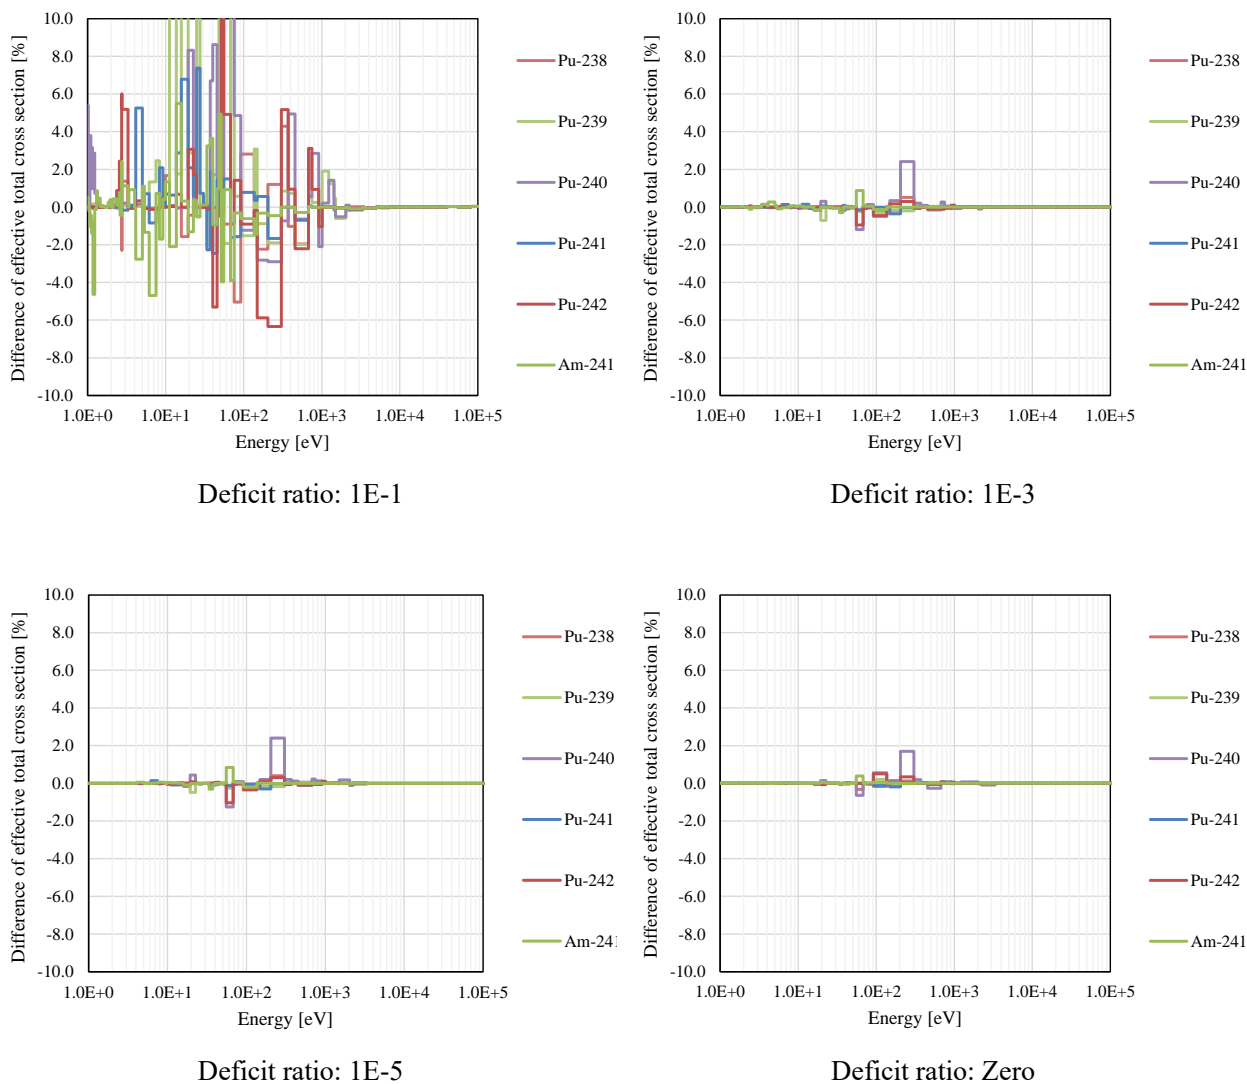 Difference of effective total cross section [%]
10.0
8.0
6.0
4.0
2.0
0.0
-2.0
-4.0
-6.0
-8.0
-10.0
1.0E+0 1.0E+1 1.0E+2 1.0E+3 1.0E+4 1.0E+5
Energy [eV]
Pu-238
Pu-239
Pu-240
Pu-241
Pu-242
Am-241
Deficit ratio: 1E-1
Difference of effective total cross section [%]
10.0
8.0
6.0
4.0
2.0
0.0
-2.0
-4.0
-6.0
-8.0
-10.0
1.0E+0 1.0E+1 1.0E+2 1.0E+3 1.0E+4 1.0E+5
Energy [eV]
Pu-238
Pu-239
Pu-240
Pu-241
Pu-242
Am-241
Deficit ratio: 1E-3
Difference of effective total cross section [%]
10.0
8.0
6.0
4.0
2.0
0.0
-2.0
-4.0
-6.0
-8.0
-10.0
1.0E+0 1.0E+1 1.0E+2 1.0E+3 1.0E+4 1.0E+5
Energy [eV]
Pu-238
Pu-239
Pu-240
Pu-241
Pu-242
Am-241
Deficit ratio: 1E-5
Difference of effective total cross section [%]
10.0
8.0
6.0
4.0
2.0
0.0
-2.0
-4.0
-6.0
-8.0
-10.0
1.0E+0 1.0E+1 1.0E+2 1.0E+3 1.0E+4 1.0E+5
Energy [eV]
Pu-238
Pu-239
Pu-240
Pu-241
Pu-242
Am-241
Deficit ratio: Zero